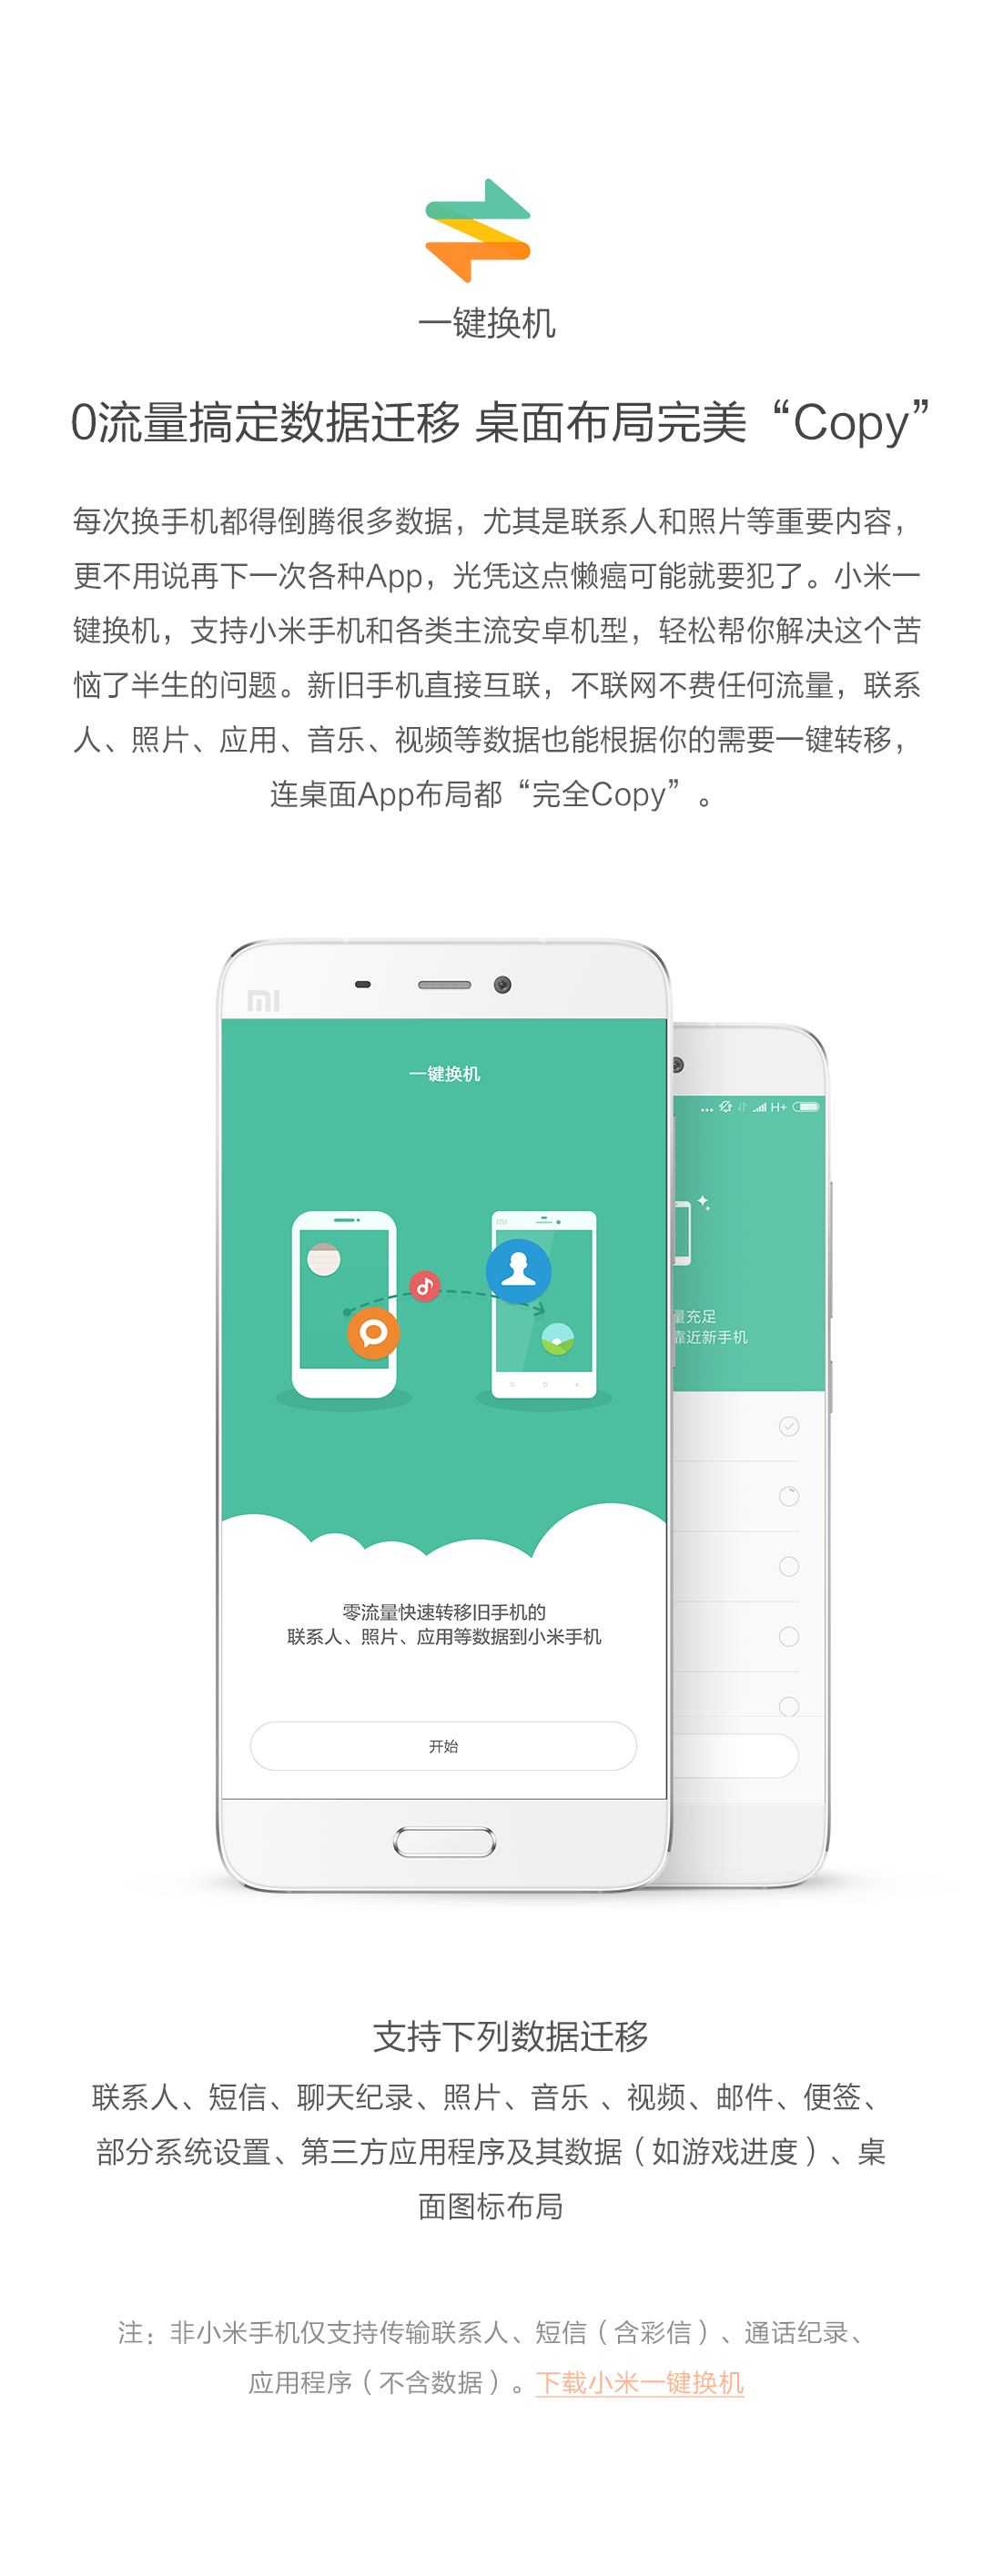 一键换机
0流量搞定数据迁移 桌面布局完美“Copy”
每次换手机都得倒腾很多数据，尤其是联系人和照片等重要内容，
更不用说再下一次各种App，光凭这点懒癌可能就要犯了。小米一
键换机，支持小米手机和各类主流安卓机型，轻松帮你解决这个苦
恼了半生的问题。新旧手机直接互联，不联网不费任何流量，联系
人、照片、应用、音乐、视频等数据也能根据你的需要一键转移，
连桌面App布局都“完全Copy”。
MI
一键换机
H+
MI
量充足
靠近新手机
零流量快速转移旧手机的
联系人、照片、应用等数据到小米手机
开始
支持下列数据迁移
联系人、短信、聊天纪录、照片、音乐 、视频、邮件、便签、
部分系统设置、第三方应用程序及其数据（如游戏进度）、桌
面图标布局
注：非小米手机仅支持传输联系人、短信（含彩信）、通话纪录、
应用程序（不含数据）。下载小米一键换机